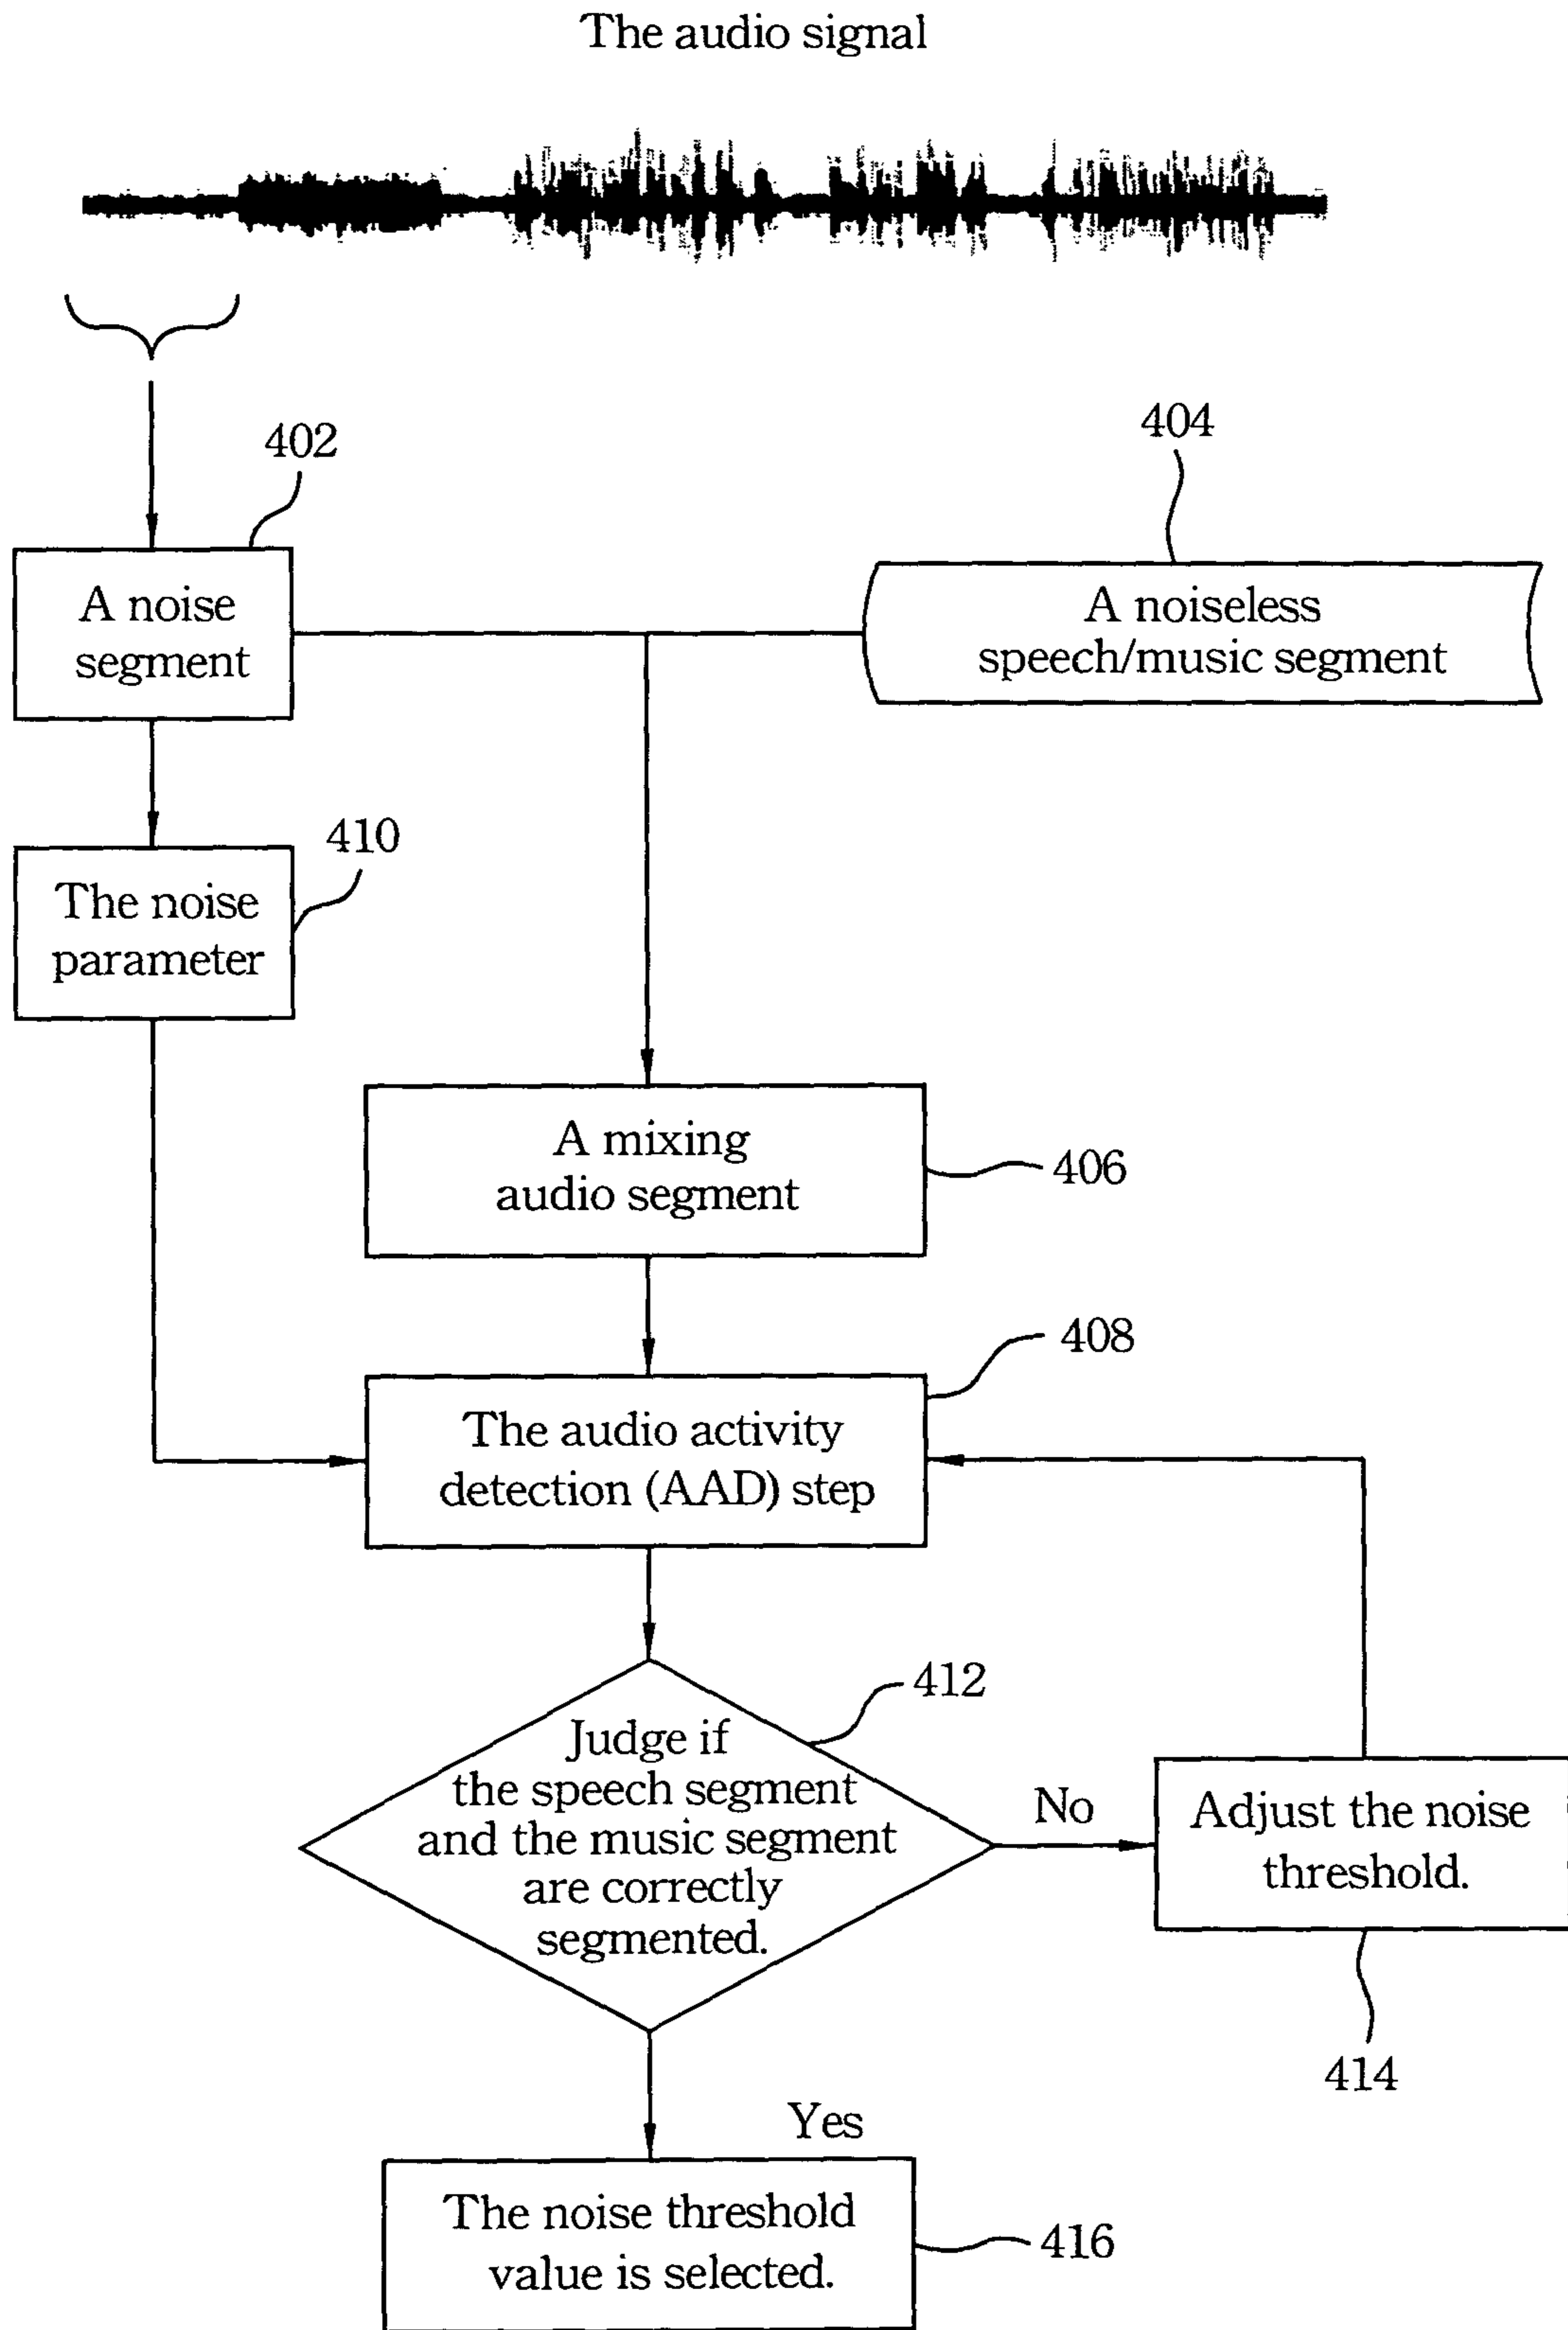 The audio signal
402
404
A noise
segment
A noiseless
speech/music segment
410
The noise
parameter
A mixing
audio segment
406
408
The audio activity
detection (AAD) step
412
Judge if
the speech segment
and the music segment
are correctly
segmented.
No
Adjust the noise
threshold.
414
Yes
The noise threshold
value is selected.
416